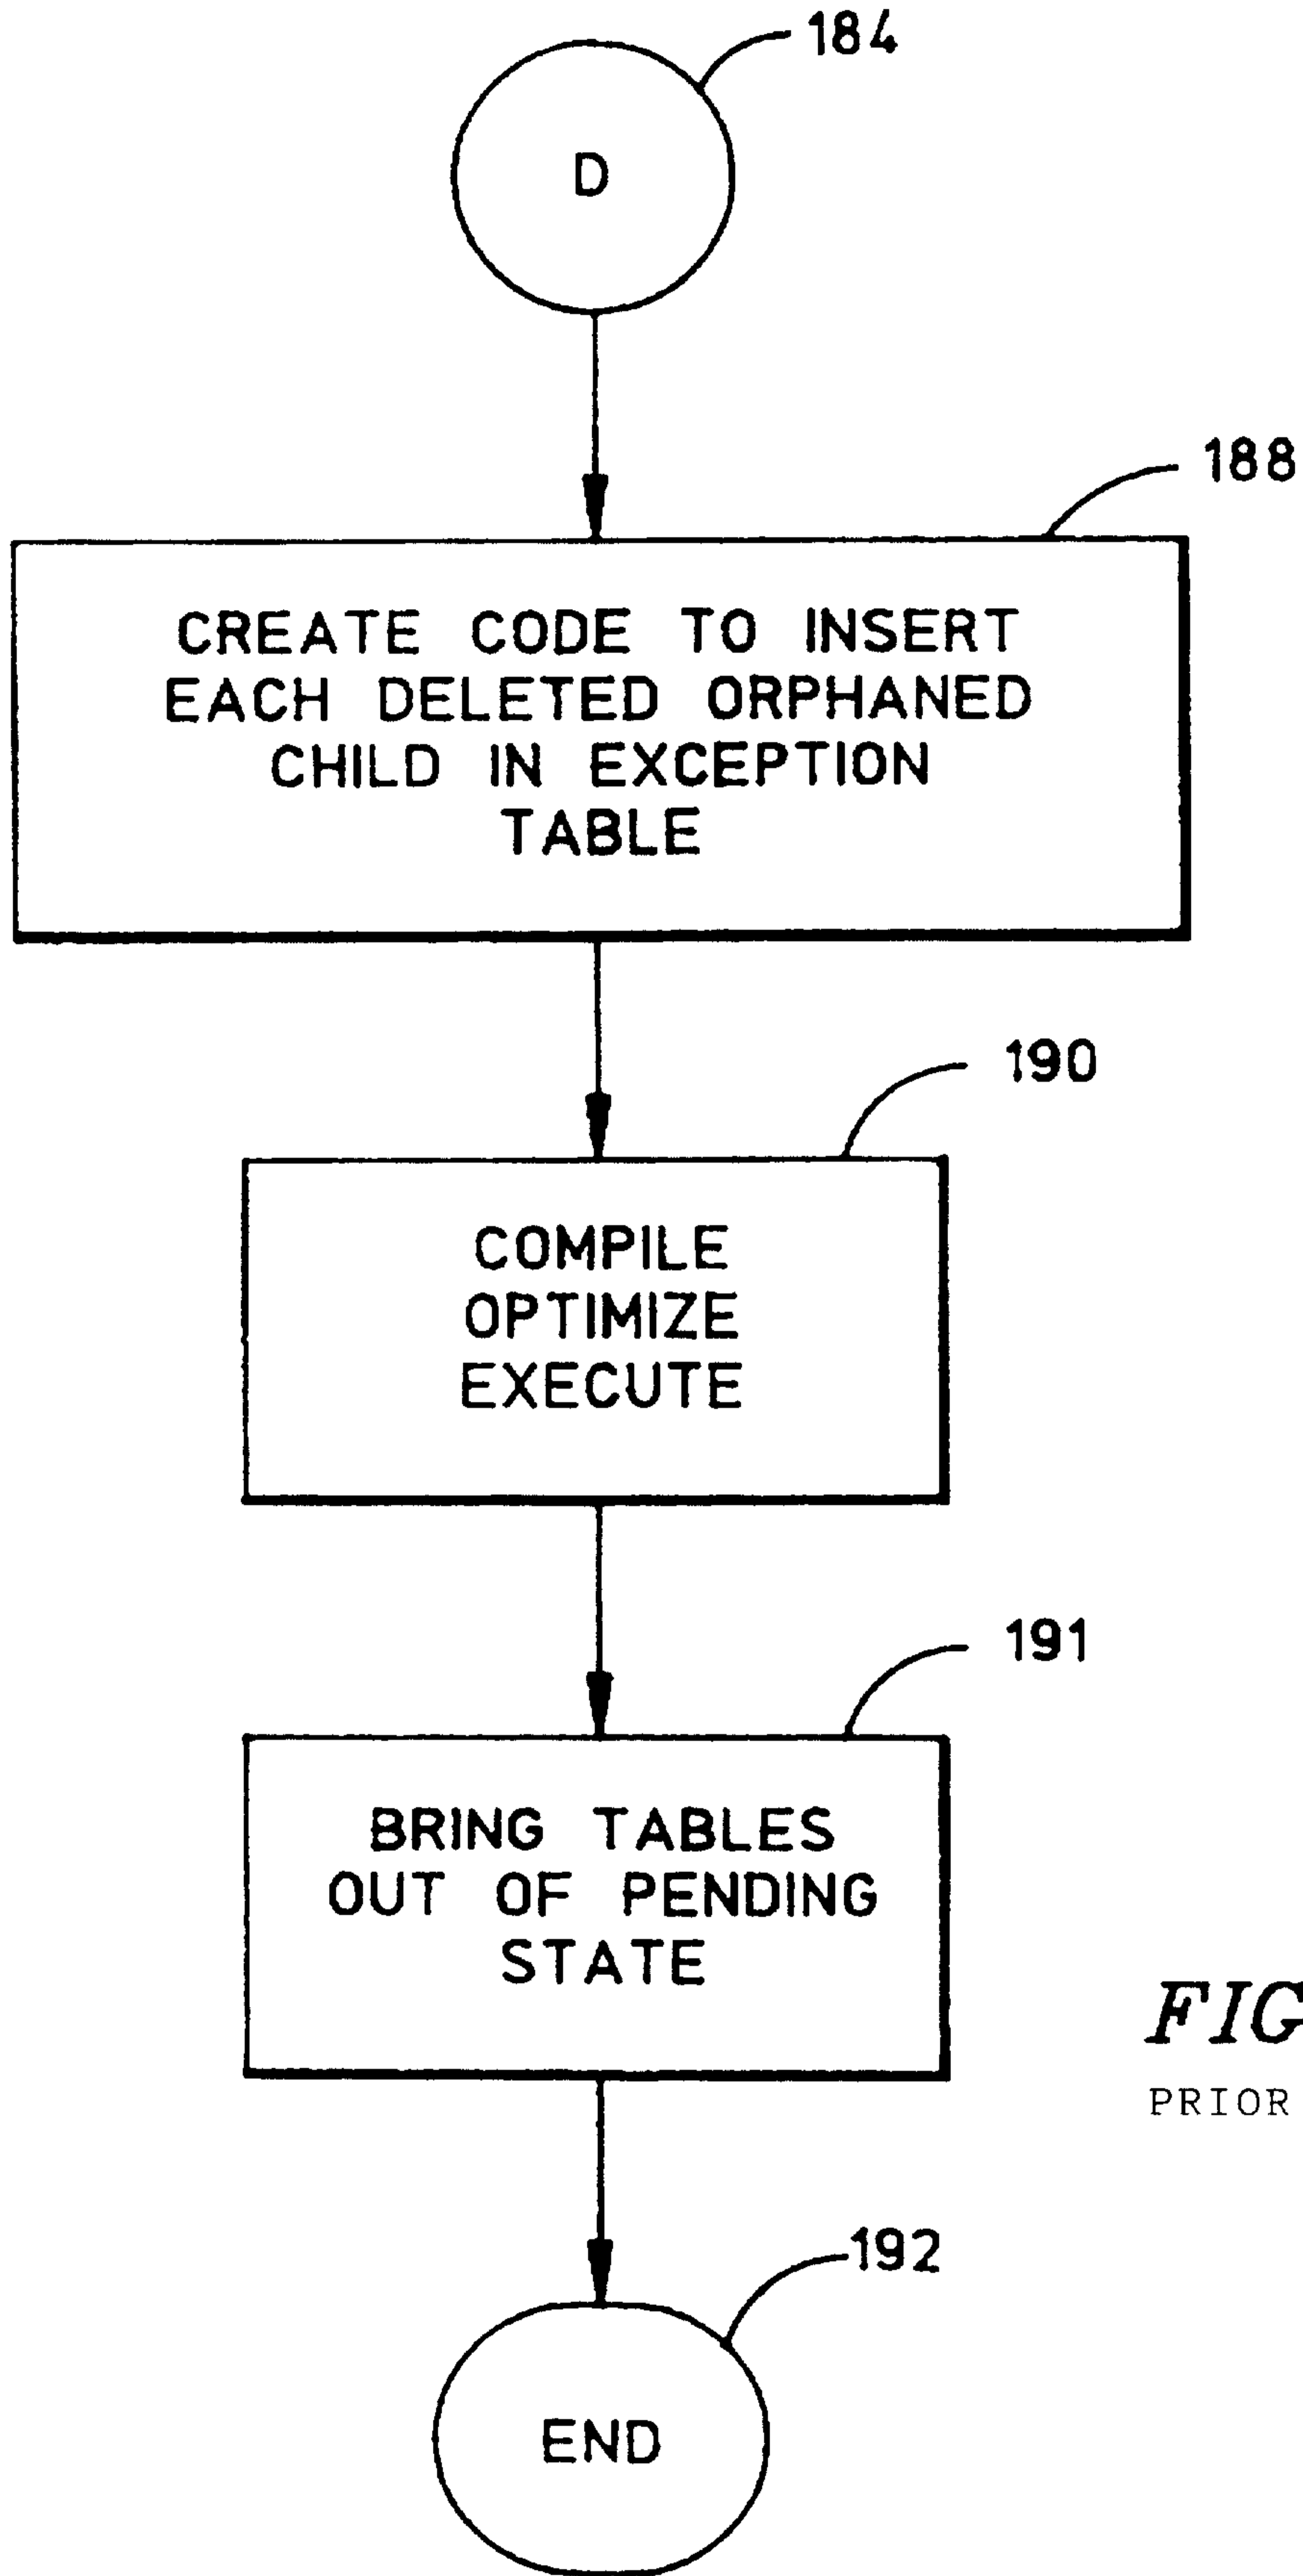 184
D
188
CREATE CODE TO INSERT
EACH DELETED ORPHANED
CHILD IN EXCEPTION
TABLE
190
COMPILE
OPTIMIZE
EXECUTE
191
BRING TABLES
OUT OF PENDING
STATE
FIG
PRIOR
192
END